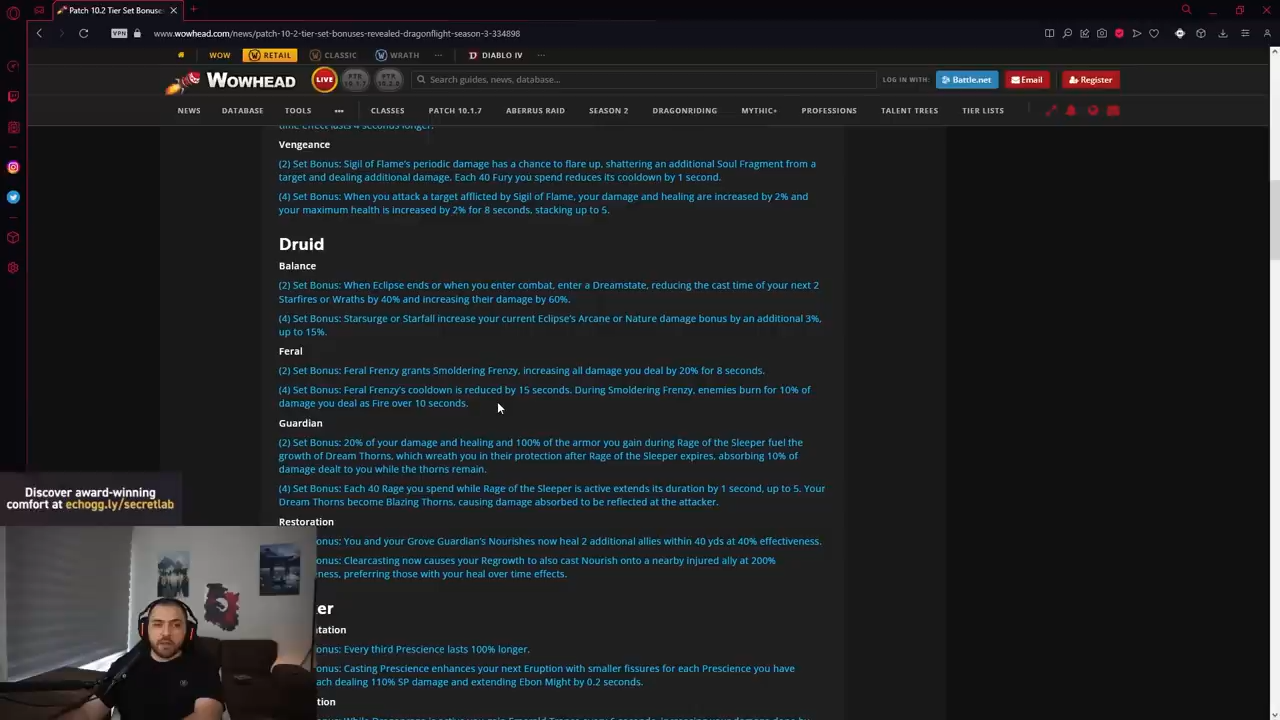 Patch 10.2 Tier Set Bonuses
VPN
www.wowhead.com/news/patch-10-2-tier-set-bonuses-revealed-dragonflight-season-3-334898
WOW
RETAIL
CLASSIC
WRATH
DIABLO IV
WOWHEAD
LIVE
PTR
10.1.7
PTR
10.2.0
Search guides, news, database...
LOG IN WITH:
Battle.net
Email
Register
NEWS
DATABASE
TOOLS
CLASSES
PATCH 10.1.7
ABERRUS RAID
SEASON 2
DRAGONRIDING
MYTHIC+
PROFESSIONS
TALENT TREES
TIER LISTS
time effect lasts 4 seconds longer.
Vengeance
(2) Set Bonus: Sigil of Flame's periodic damage has a chance to flare up, shattering an additional Soul Fragment from a
target and dealing additional damage. Each 40 Fury you spend reduces its cooldown by 1 second.
(4) Set Bonus: When you attack a target afflicted by Sigil of Flame, your damage and healing are increased by 2% and
your maximum health is increased by 2% for 8 seconds, stacking up to 5.
Druid
Balance
(2) Set Bonus: When Eclipse ends or when you enter combat, enter a Dreamstate, reducing the cast time of your next 2
Starfires or Wraths by 40% and increasing their damage by 60%.
(4) Set Bonus: Starsurge or Starfall increase your current Eclipse's Arcane or Nature damage bonus by an additional 3%,
up to 15%.
Feral
(2) Set Bonus: Feral Frenzy grants Smoldering Frenzy, increasing all damage you deal by 20% for 8 seconds.
(4) Set Bonus: Feral Frenzy's cooldown is reduced by 15 seconds. During Smoldering Frenzy, enemies burn for 10% of
damage you deal as Fire over 10 seconds.
Guardian
(2) Set Bonus: 20% of your damage and healing and 100% of the armor you gain during Rage of the Sleeper fuel the
growth of Dream Thorns, which wreath you in their protection after Rage of the Sleeper expires, absorbing 10% of
damage dealt to you while the thorns remain.
(4) Set Bonus: Each 40 Rage you spend while Rage of the Sleeper is active extends its duration by 1 second, up to 5. Your
Dream Thorns become Blazing Thorns, causing damage absorbed to be reflected at the attacker.
Discover award-winning
comfort at echogg.ly/secretlab
Restoration
onus: You and your Grove Guardian's Nourishes now heal 2 additional allies within 40 yds at 40% effectiveness.
onus: Clearcasting now causes your Regrowth to also cast Nourish onto a nearby injured ally at 200%
eness, preferring those with your heal over time effects.
ker
ntation
onus: Every third Prescience lasts 100% longer.
onus: Casting Prescience enhances your next Eruption with smaller fissures for each Prescience you have
ach dealing 110% SP damage and extending Ebon Might by 0.2 seconds.
tion